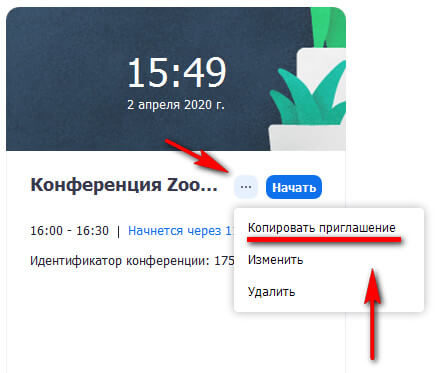 15:49
2 апреля 2020 г.
Конференция Zoo... ... Начать
16:00 - 16:30 | Начнется через 1
Идентификатор конференции: 175
Копировать приглашение
Изменить
Удалить